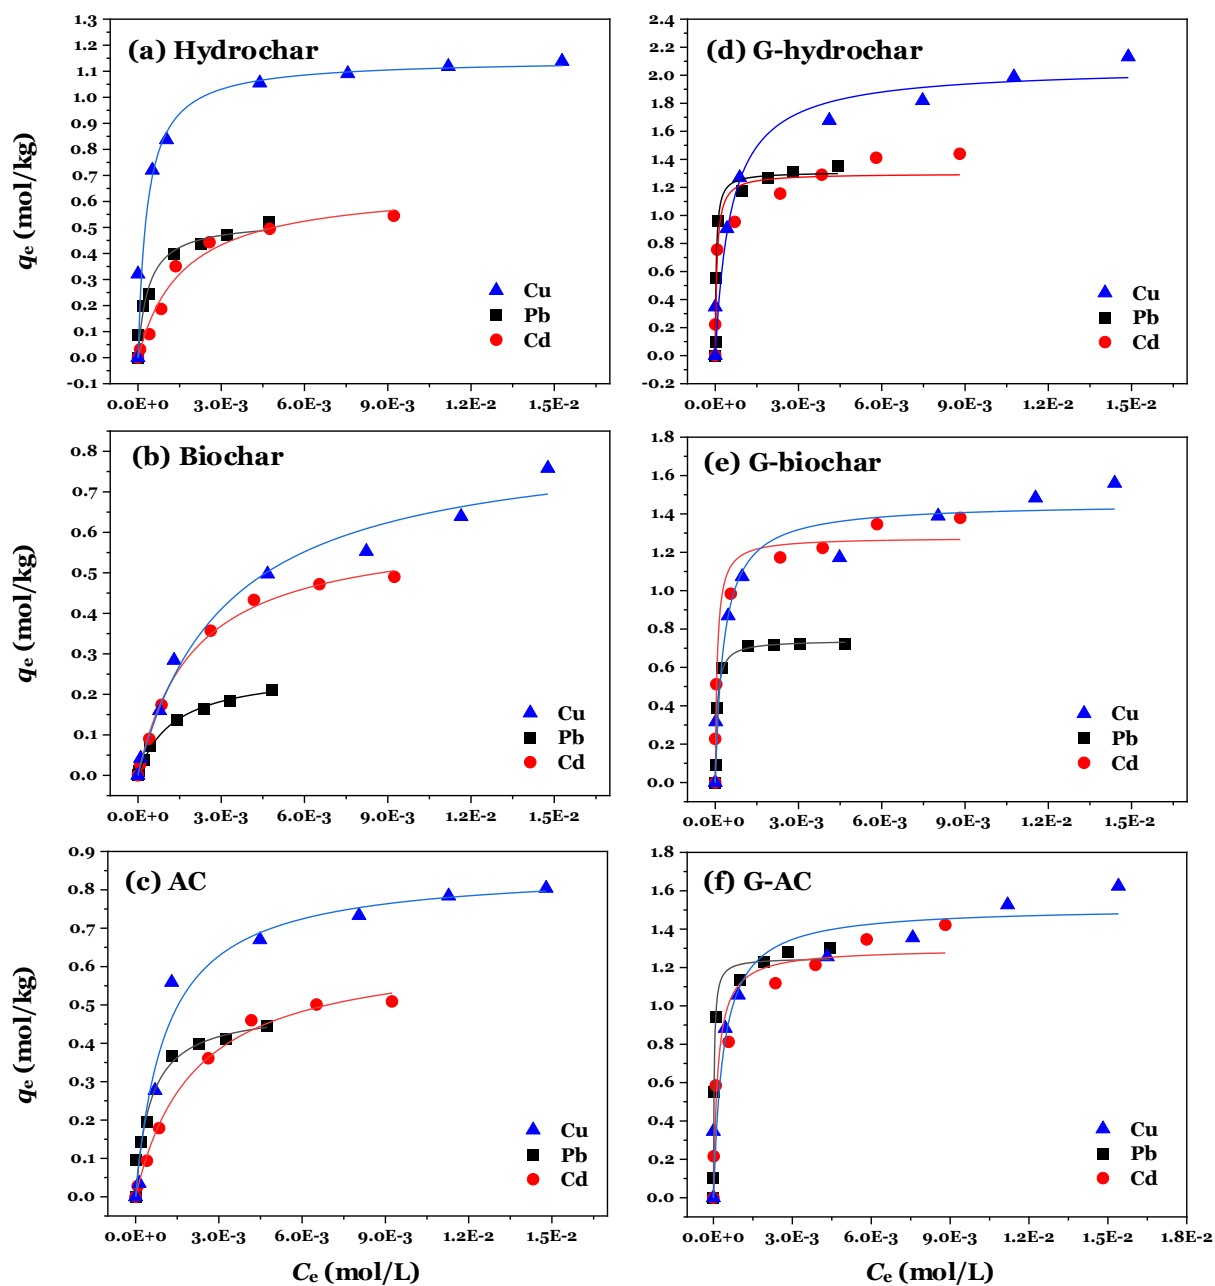 (a) Hydrochar
qe (mol/kg)
1.3
1.2
1.1
1.0
0.9
0.8
0.7
0.6
0.5
0.4
0.3
0.2
0.1
0.0
-0.1
Cu
Pb
Cd
0.0E+0 3.0E-3 6.0E-3 9.0E-3 1.2E-2 1.5E-2
(d) G-hydrochar
2.4
2.2
2.0
1.8
1.6
1.4
1.2
1.0
0.8
0.6
0.4
0.2
0.0
-0.2
Cu
Pb
Cd
0.0E+0 3.0E-3 6.0E-3 9.0E-3 1.2E-2 1.5E-2
(b) Biochar
qe (mol/kg)
0.8
0.7
0.6
0.5
0.4
0.3
0.2
0.1
0.0
Cu
Pb
Cd
0.0E+0 3.0E-3 6.0E-3 9.0E-3 1.2E-2 1.5E-2
(e) G-biochar
1.8
1.6
1.4
1.2
1.0
0.8
0.6
0.4
0.2
0.0
Cu
Pb
Cd
0.0E+0 3.0E-3 6.0E-3 9.0E-3 1.2E-2 1.5E-2
(c) AC
qe (mol/kg)
0.9
0.8
0.7
0.6
0.5
0.4
0.3
0.2
0.1
0.0
Cu
Pb
Cd
0.0E+0 3.0E-3 6.0E-3 9.0E-3 1.2E-2 1.5E-2
Ce (mol/L)
(f) G-AC
1.8
1.6
1.4
1.2
1.0
0.8
0.6
0.4
0.2
0.0
Cu
Pb
Cd
0.0E+0 3.0E-3 6.0E-3 9.0E-3 1.2E-2 1.5E-2 1.8E-2
Ce (mol/L)